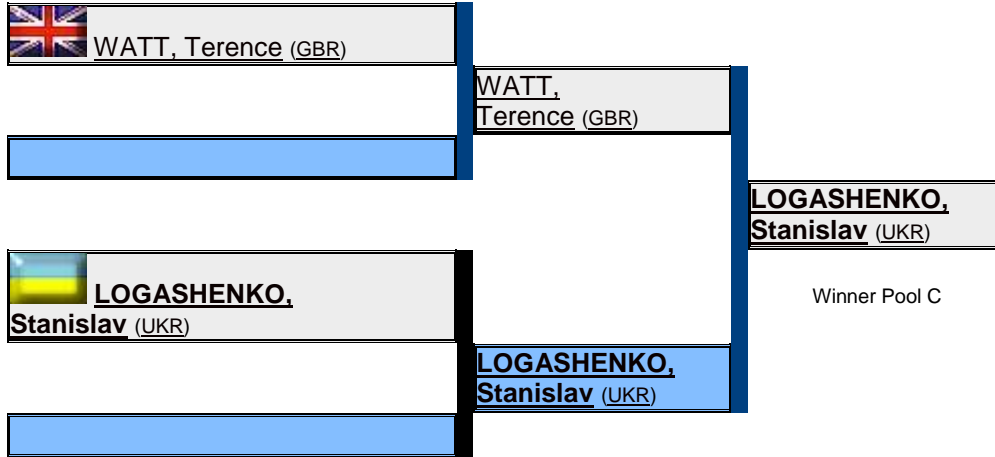 WATT, Terence (GBR)
WATT,
Terence (GBR)
LOGASHENKO,
Stanislav (UKR)
Winner Pool C
LOGASHENKO,
Stanislav (UKR)
LOGASHENKO,
Stanislav (UKR)